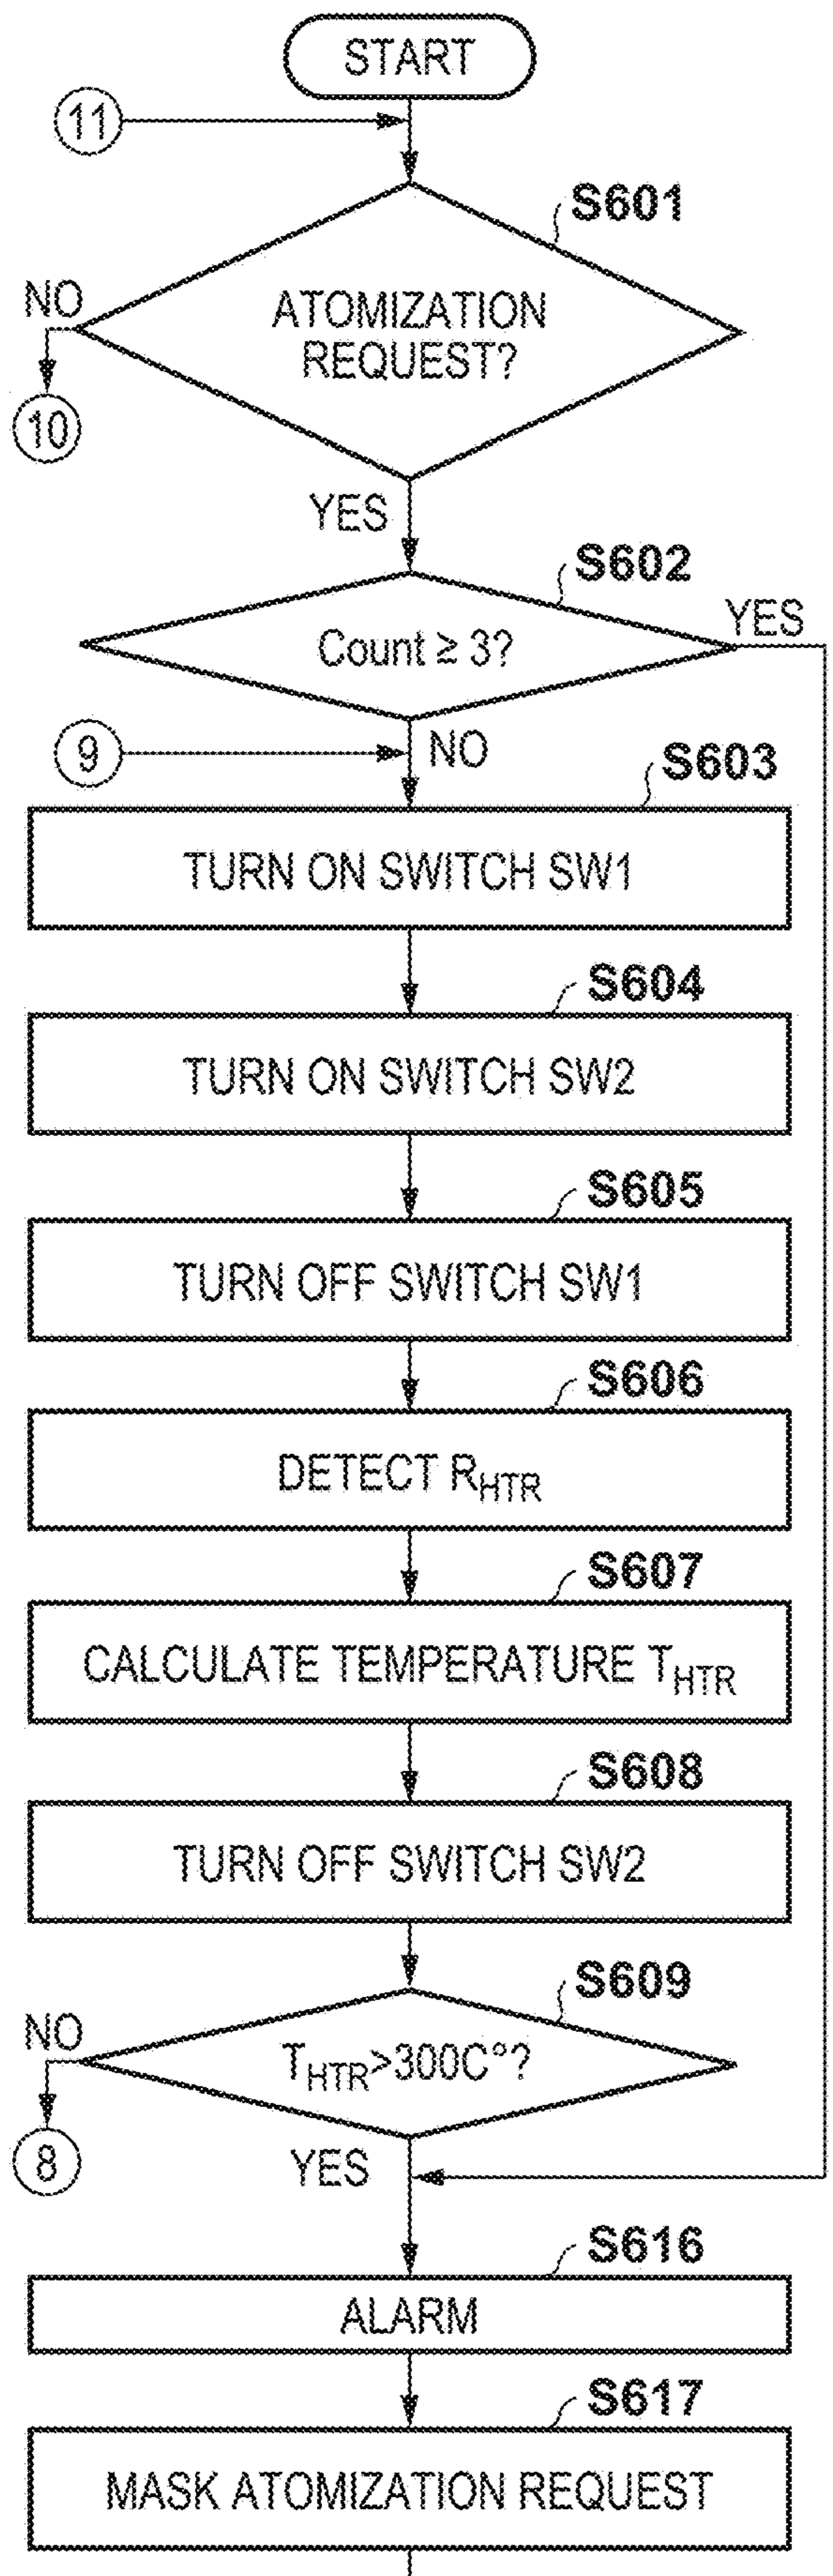 START
11
S601
NO
ATOMIZATION
REQUEST?
10
YES
S602
YES
Count ≥ 3?
9
NO
S603
TURN ON SWITCH SW1
S604
TURN ON SWITCH SW2
S605
TURN OFF SWITCH SW1
S606
DETECT RHTR
S607
CALCULATE TEMPERATURE THTR
S608
TURN OFF SWITCH SW2
S609
NO
THTR>300C°?
8
YES
S616
ALARM
S617
MASK ATOMIZATION REQUEST